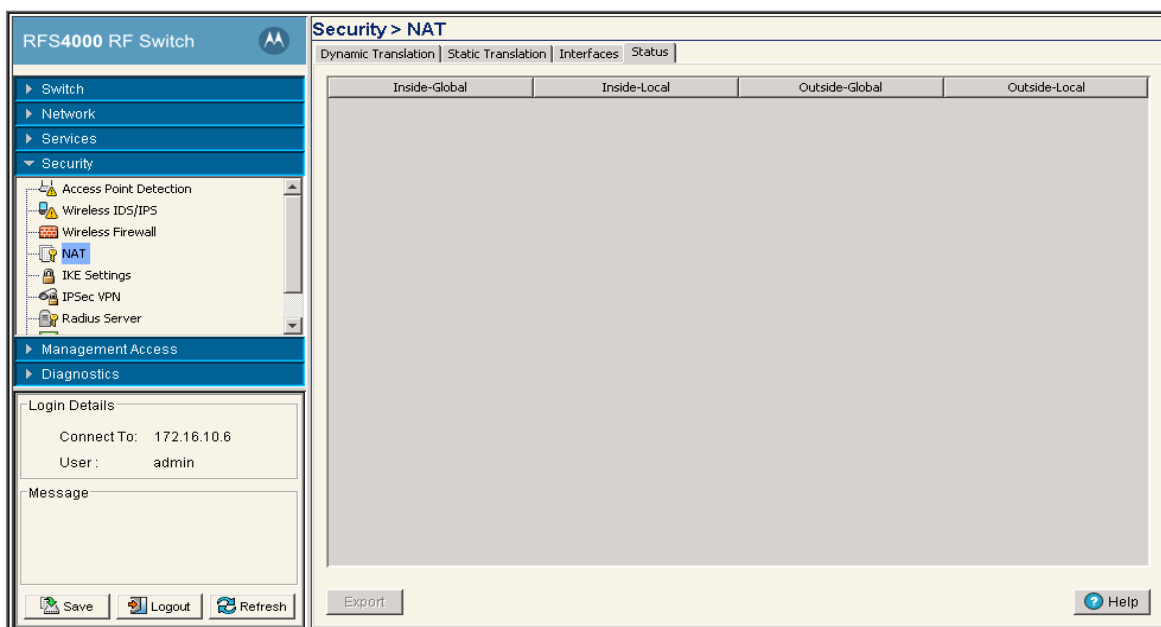 RFS4000 RF Switch
Switch
Network
Services
Security
Access Point Detection
Wireless IDS/IPS
Wireless Firewall
NAT
IKE Settings
IPSec VPN
Radius Server
Management Access
Diagnostics
Login Details
Connect To: 172.16.10.6
User : admin
Message
Save Logout Refresh
Security > NAT
Dynamic Translation Static Translation Interfaces Status
Inside-Global Inside-Local Outside-Global Outside-Local
Export Help